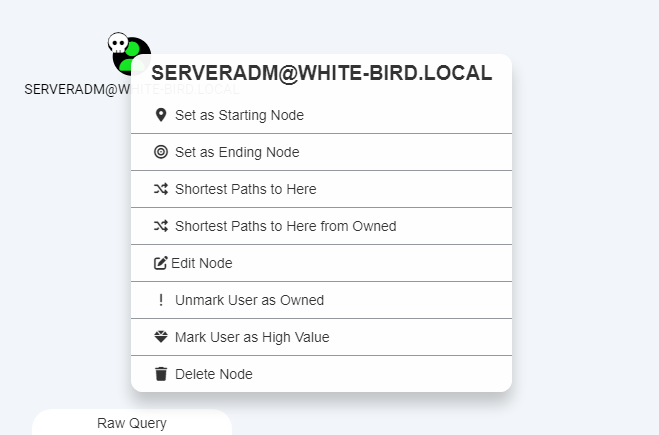 SERVERADM@WHITE-BIRD.LOCAL
SERVERADM@WHITE-BIRD.LOCAL
Set as Starting Node
Set as Ending Node
Shortest Paths to Here
Shortest Paths to Here from Owned
Edit Node
Unmark User as Owned
Mark User as High Value
Delete Node
Raw Query